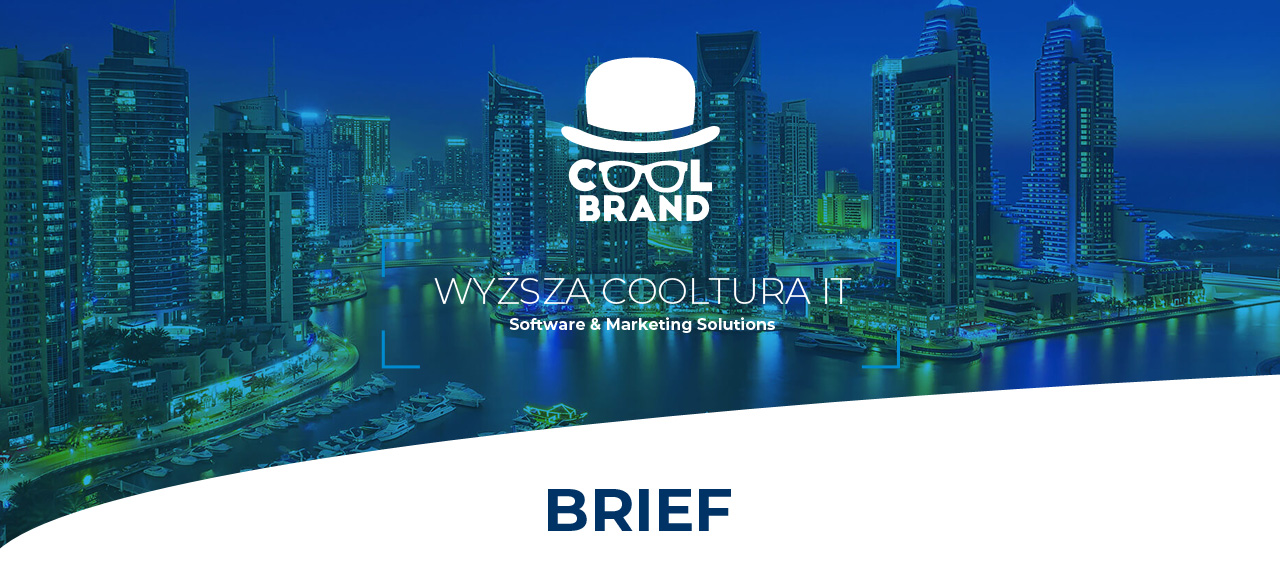 COOL
BRAND
WYŻSZA COOLTURA IT
Software & Marketing Solutions
BRIEF